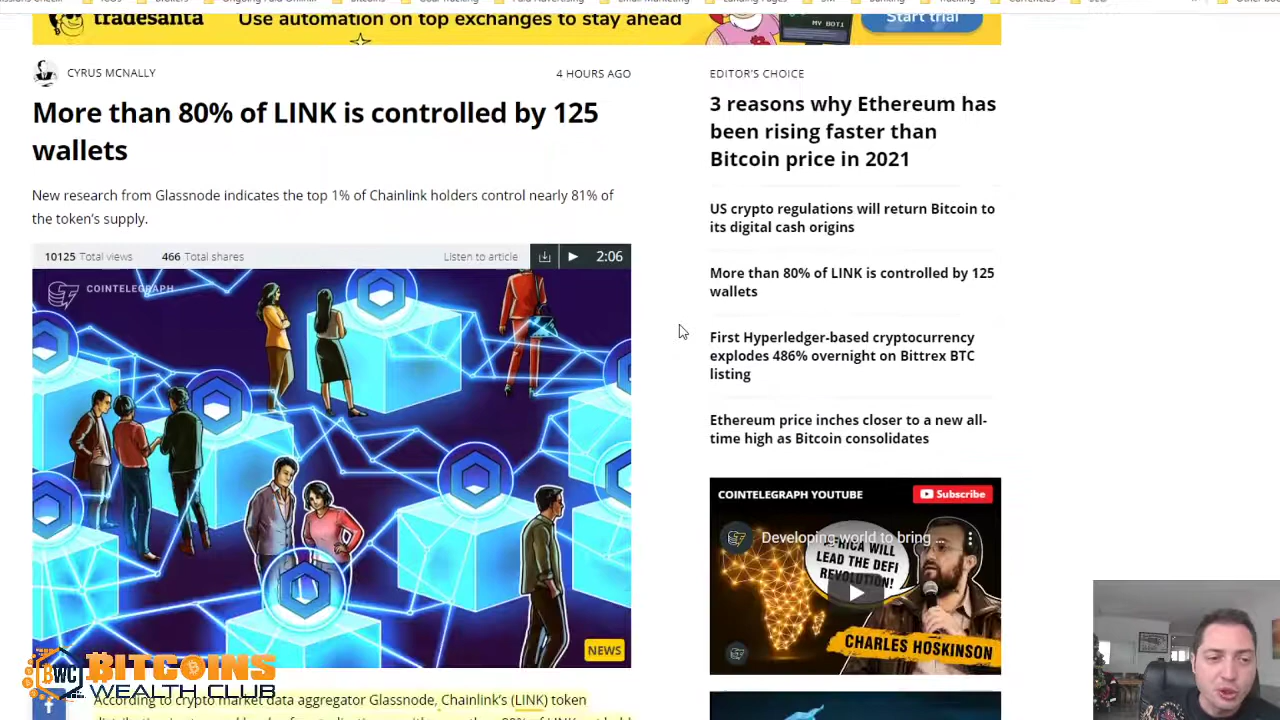 tradesanta
Use automation on top exchanges to stay ahead
MY BOT1
Start trial
CYRUS MCNALLY
4 HOURS AGO
More than 80% of LINK is controlled by 125
wallets
New research from Glassnode indicates the top 1% of Chainlink holders control nearly 81% of
the token's supply.
10125 Total views
466 Total shares
Listen to article
2:06
COINTELEGRAPH
NEWS
According to crypto market data aggregator Glassnode, Chainlink's (LINK) token
BWC BITCOINS
WEALTH CLUB
EDITOR'S CHOICE
3 reasons why Ethereum has
been rising faster than
Bitcoin price in 2021
US crypto regulations will return Bitcoin to
its digital cash origins
More than 80% of LINK is controlled by 125
wallets
First Hyperledger-based cryptocurrency
explodes 486% overnight on Bittrex BTC
listing
Ethereum price inches closer to a new all-
time high as Bitcoin consolidates
COINTELEGRAPH YOUTUBE
Subscribe
Developing world to bring ...
WILL
LEAD THE DEFI
REVOLUTION!
CHARLES HOSKINSON